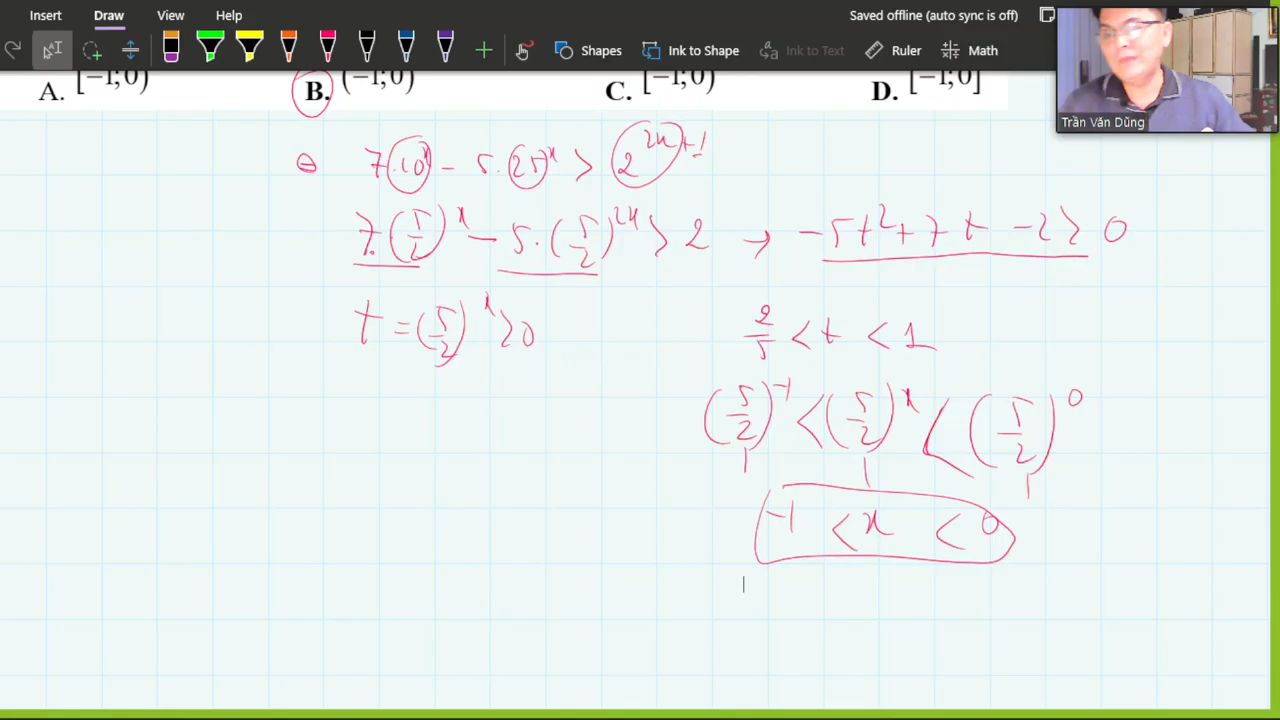 Insert Draw View Help Saved offline (auto sync is off)
Shapes Ink to Shape Ink to Text Ruler Math
Trần Văn Dũng
A. [−1;0) B. (−1;0) C. [−1;0) D. [−1;0]
7.10^x − 5.25^x > 2^{2x+1}
7.(5/2)^x − 5.(5/2)^{2x} > 2 → −5t^2 + 7t − 2 > 0
t = (5/2)^x > 0
2/5 < t < 1
(5/2)^{−1} < (5/2)^x < (5/2)^0
−1 < x < 0